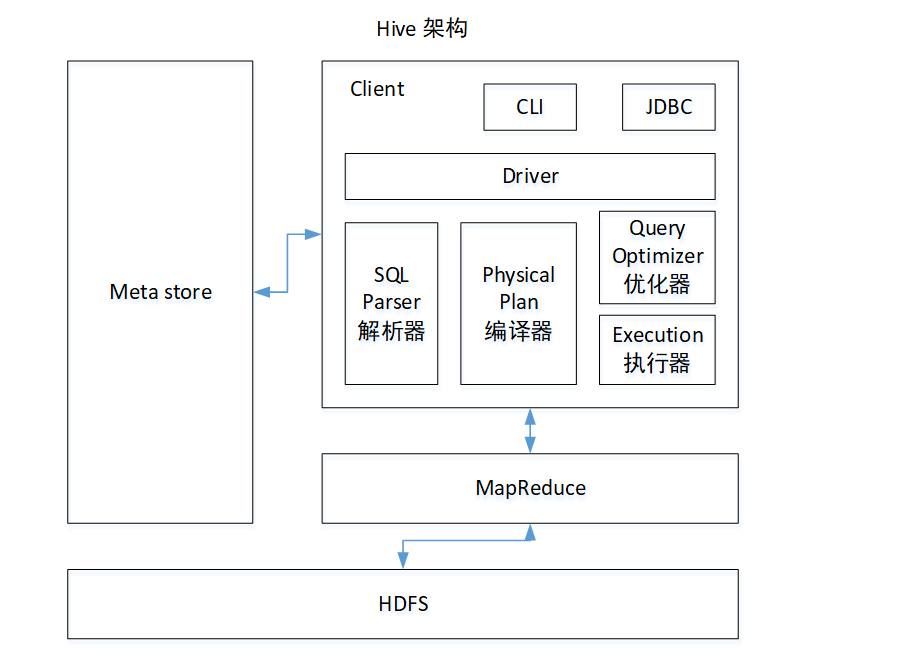 Hive 架构
Client
CLI
JDBC
Driver
Meta store
SQL
Parser
解析器
Physical
Plan
编译器
Query
Optimizer
优化器
Execution
执行器
MapReduce
HDFS